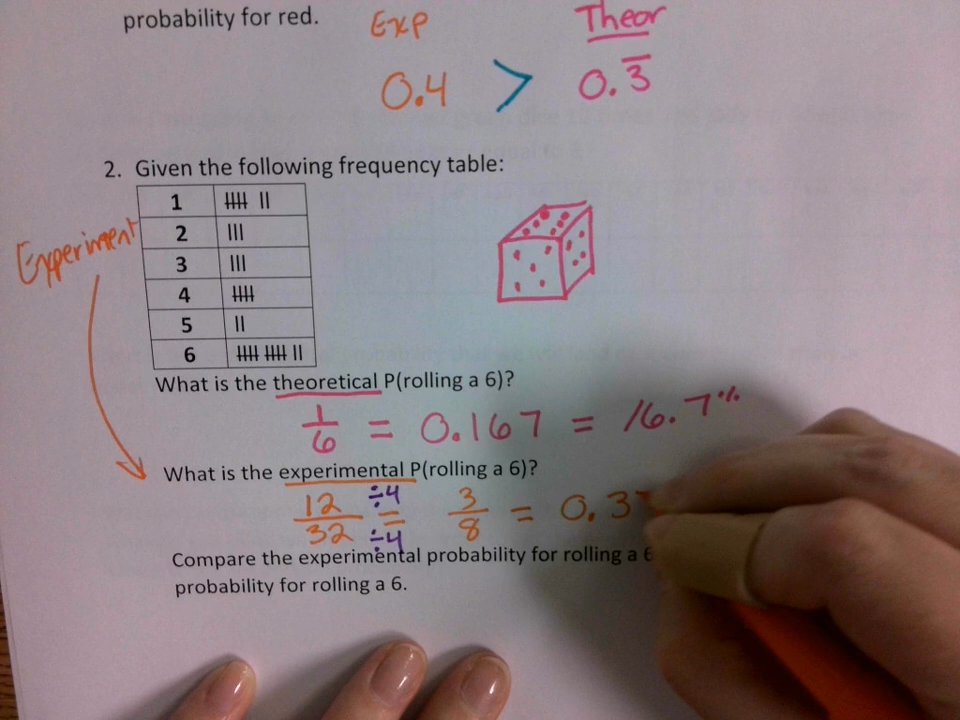 probability for red.
Exp
Theor
0.4 > 0.3̅
2. Given the following frequency table:
Experiment
1 𝍸 ||
2 |||
3 |||
4 𝍸
5 ||
6 𝍸 𝍸 ||
What is the theoretical P(rolling a 6)?
1/6 = 0.167 = 16.7%
What is the experimental P(rolling a 6)?
12/32 ÷4 = ÷4 3/8 = 0.37
Compare the experimental probability for rolling a 6
probability for rolling a 6.